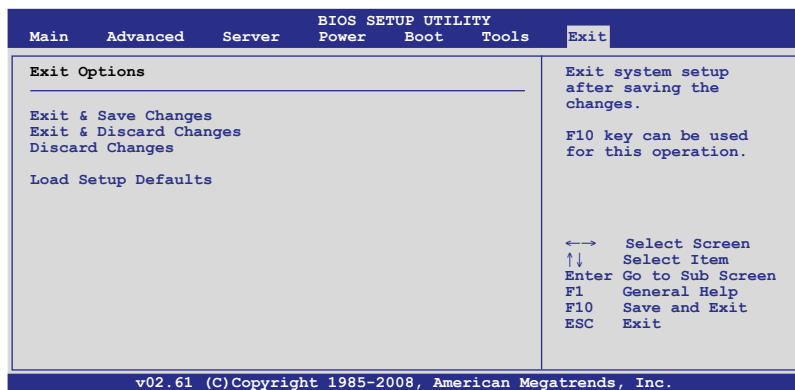 BIOS SETUP UTILITY
Main Advanced Server Power Boot Tools Exit
Exit Options
Exit & Save Changes
Exit & Discard Changes
Discard Changes
Load Setup Defaults
Exit system setup
after saving the
changes.
F10 key can be used
for this operation.
←→ Select Screen
↑↓ Select Item
Enter Go to Sub Screen
F1 General Help
F10 Save and Exit
ESC Exit
v02.61 (C)Copyright 1985-2008, American Megatrends, Inc.